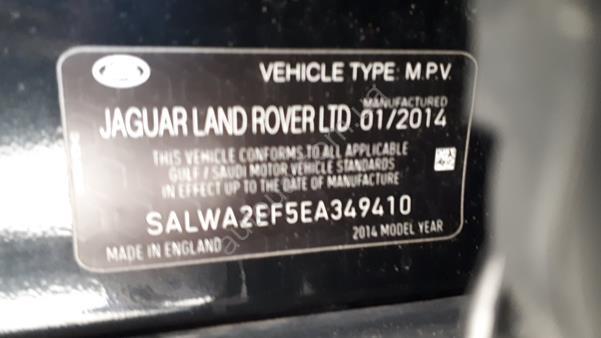 VEHICLE TYPE: M.P.V.
MANUFACTURED
JAGUAR LAND ROVER LTD 01/2014
THIS VEHICLE CONFORMS TO ALL APPLICABLE
GULF / SAUDI MOTOR VEHICLE STANDARDS
IN EFFECT UP TO THE DATE OF MANUFACTURE
SALWA2EF5EA349410
MADE IN ENGLAND
2014 MODEL YEAR